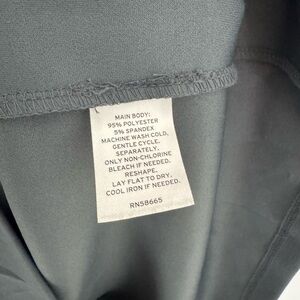 MAIN BODY:
95% POLYESTER
5% SPANDEX
MACHINE WASH COLD,
GENTLE CYCLE.
SEPARATELY.
ONLY NON-CHLORINE
BLEACH IF NEEDED.
RESHAPE.
LAY FLAT TO DRY.
COOL IRON IF NEEDED.
RN58665